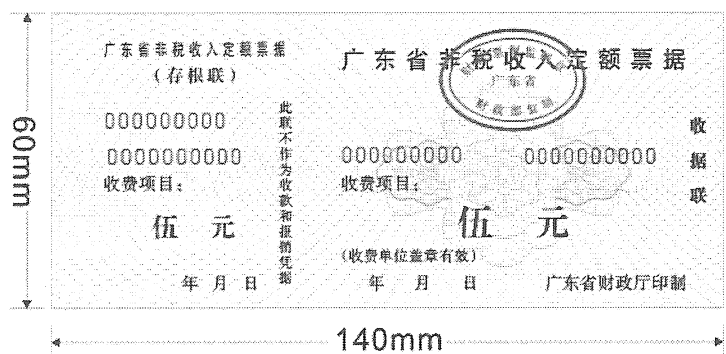 广东省非税收入定额票据
（存根联）
000000000
0000000000
收费项目：
伍 元
年 月 日
此联不作为收款和报销凭据
广东省非税收入定额票据
广东省
财政部监制
000000000
0000000000
收费项目：
伍 元
（收费单位盖章有效）
年 月 日
广东省财政厅印制
收据联
60mm
140mm